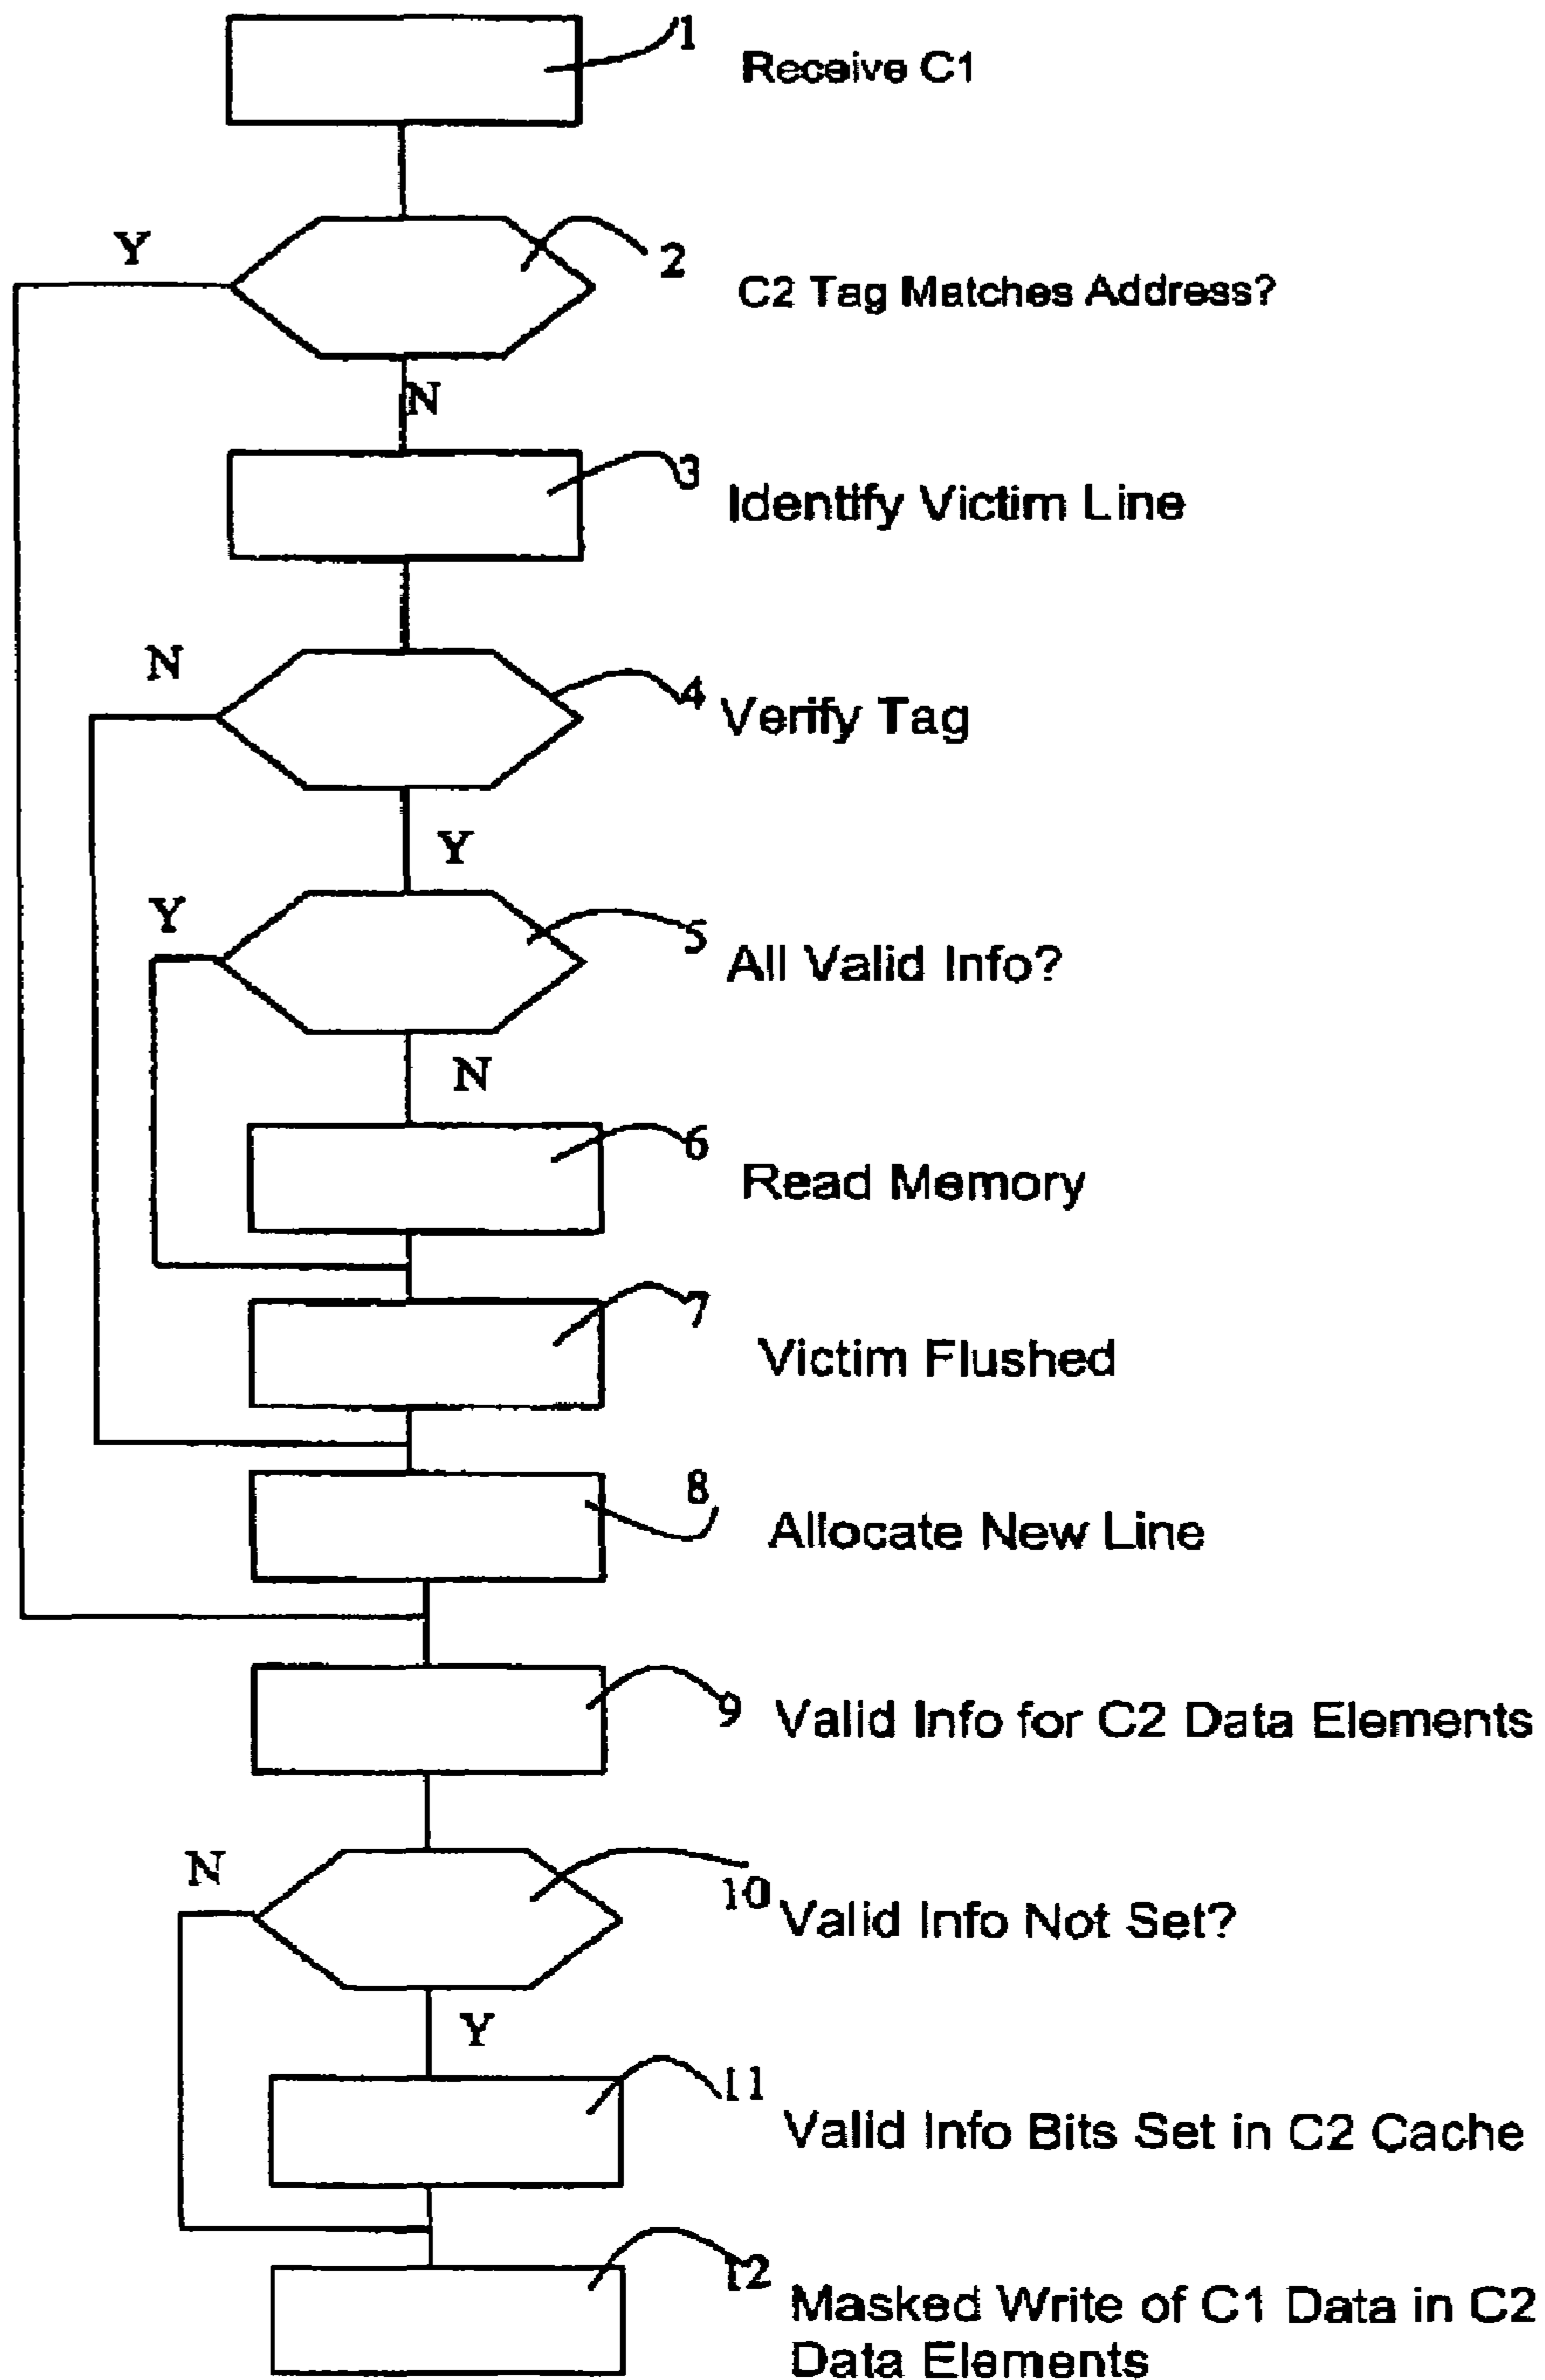 1
Receive C1
Y
2
C2 Tag Matches Address?
N
3
Identify Victim Line
N
4
Verify Tag
Y
Y
5
All Valid Info?
N
6
Read Memory
7
Victim Flushed
8
Allocate New Line
9
Valid Info for C2 Data Elements
N
10
Valid Info Not Set?
Y
11
Valid Info Bits Set in C2 Cache
12
Masked Write of C1 Data in C2
Data Elements